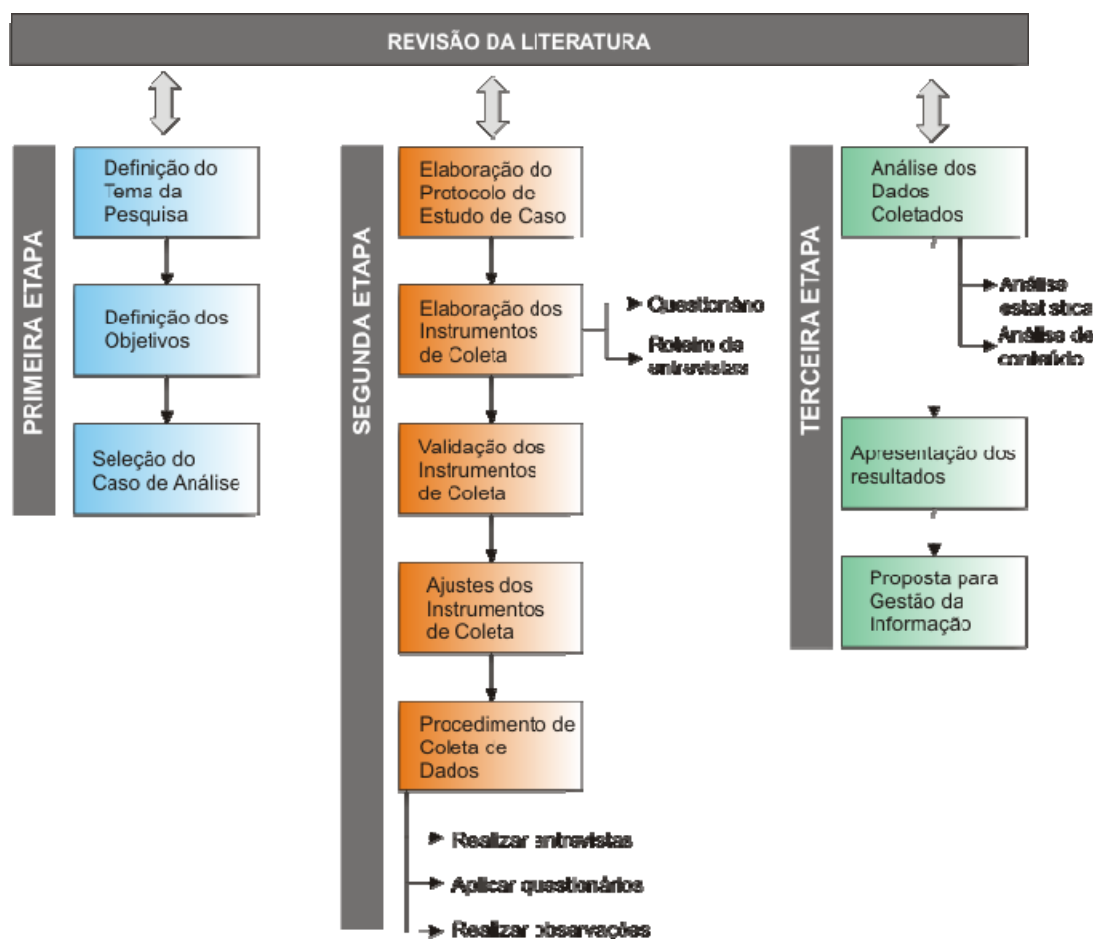 REVISÃO DA LITERATURA
PRIMEIRA ETAPA
Definição do
Tema da
Pesquisa
Definição dos
Objetivos
Seleção do
Caso de Análise
SEGUNDA ETAPA
Elaboração do
Protocolo de
Estudo de Caso
Elaboração dos
Instrumentos
de Coleta
Questionário
Roteiro de
entrevistas
Validação dos
Instrumentos
de Coleta
Ajustes dos
Instrumentos
de Coleta
Procedimento de
Coleta de
Dados
Realizar entrevistas
Aplicar questionários
Realizar observações
TERCEIRA ETAPA
Análise dos
Dados
Coletados
Análise
estatística
Análise de
conteúdo
Apresentação dos
resultados
Proposta para
Gestão da
Informação